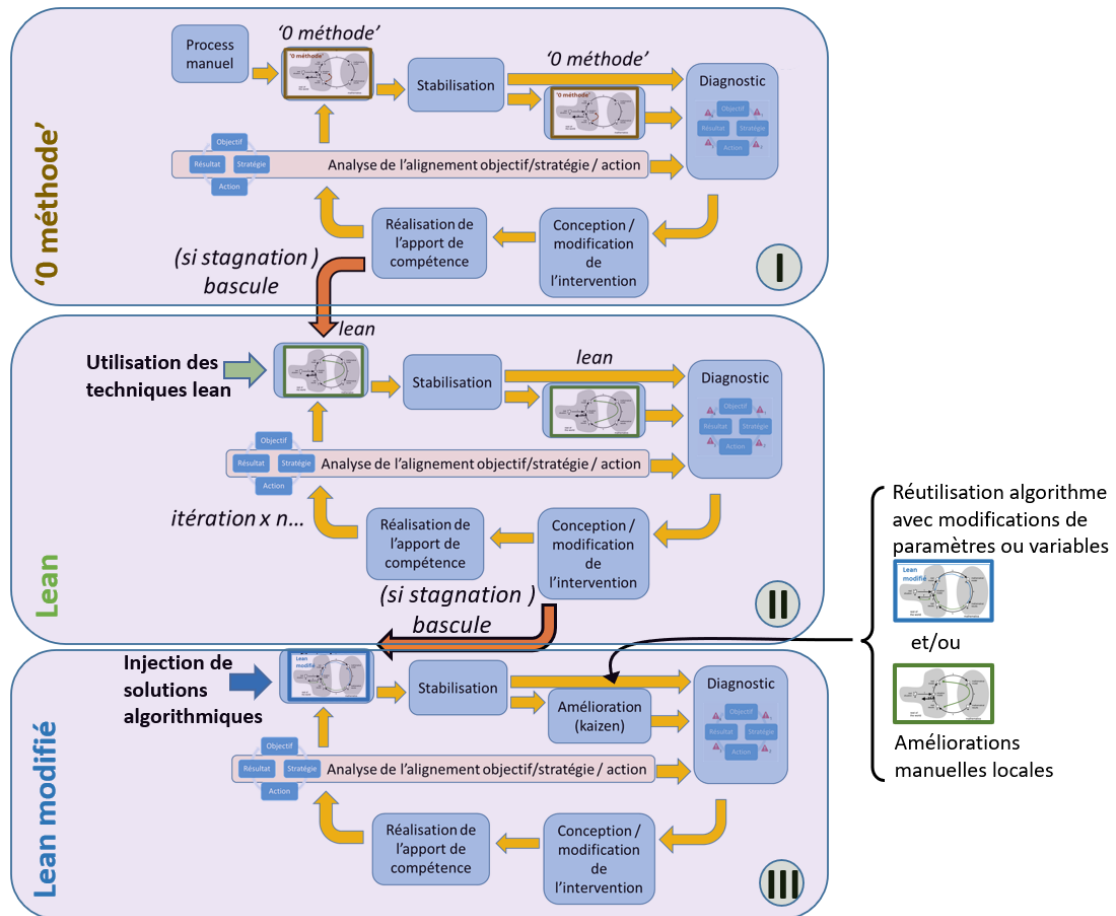 '0 méthode'
Process
manuel
'0 méthode'
'0 méthode'
Stabilisation
'0 méthode'
'0 méthode'
Diagnostic
Objectif
Résultat
Stratégie
Action
Objectif
Résultat
Stratégie
Action
Analyse de l'alignement objectif/stratégie / action
Réalisation de
l'apport de
compétence
Conception /
modification
de
l'intervention
(si stagnation )
bascule
I
Lean
Utilisation des
techniques lean
lean
Stabilisation
lean
Diagnostic
Objectif
Résultat
Stratégie
Action
Objectif
Résultat
Stratégie
Action
Analyse de l'alignement objectif/stratégie / action
itération x n...
Réalisation de
l'apport de
compétence
Conception /
modification
de
l'intervention
(si stagnation )
bascule
II
Lean modifié
Injection de
solutions
algorithmiques
Lean
modifié
Stabilisation
Amélioration
(kaizen)
Diagnostic
Objectif
Résultat
Stratégie
Action
Objectif
Résultat
Stratégie
Action
Analyse de l'alignement objectif/stratégie / action
Réalisation de
l'apport de
compétence
Conception /
modification
de
l'intervention
III
Réutilisation algorithme
avec modifications de
paramètres ou variables
Lean
modifié
et/ou
Améliorations
manuelles locales